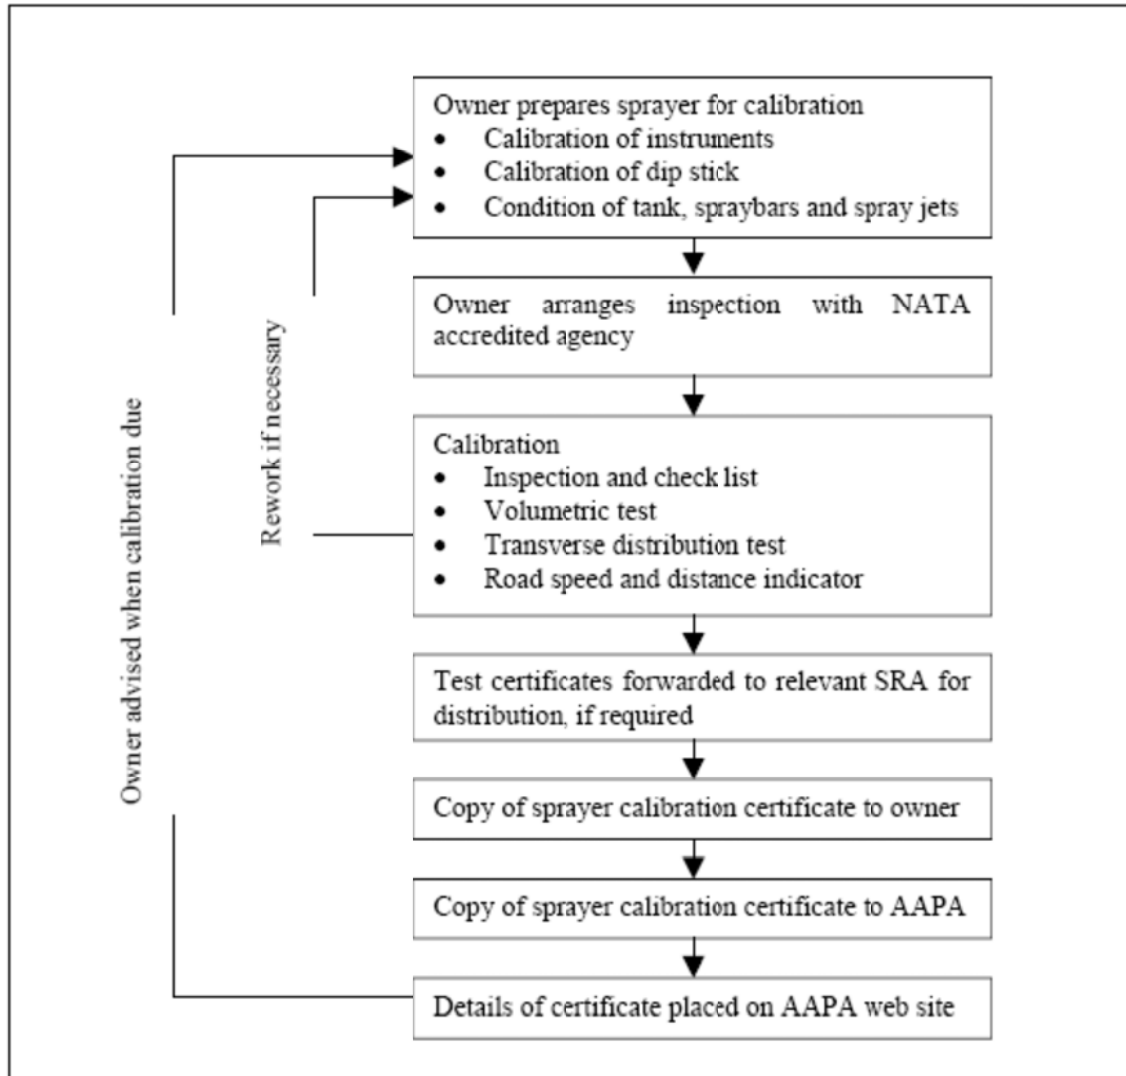 Owner prepares sprayer for calibration
• Calibration of instruments
• Calibration of dip stick
• Condition of tank, spraybars and spray jets
Owner arranges inspection with NATA
accredited agency
Calibration
• Inspection and check list
• Volumetric test
• Transverse distribution test
• Road speed and distance indicator
Rework if necessary
Owner advised when calibration due
Test certificates forwarded to relevant SRA for
distribution, if required
Copy of sprayer calibration certificate to owner
Copy of sprayer calibration certificate to AAPA
Details of certificate placed on AAPA web site